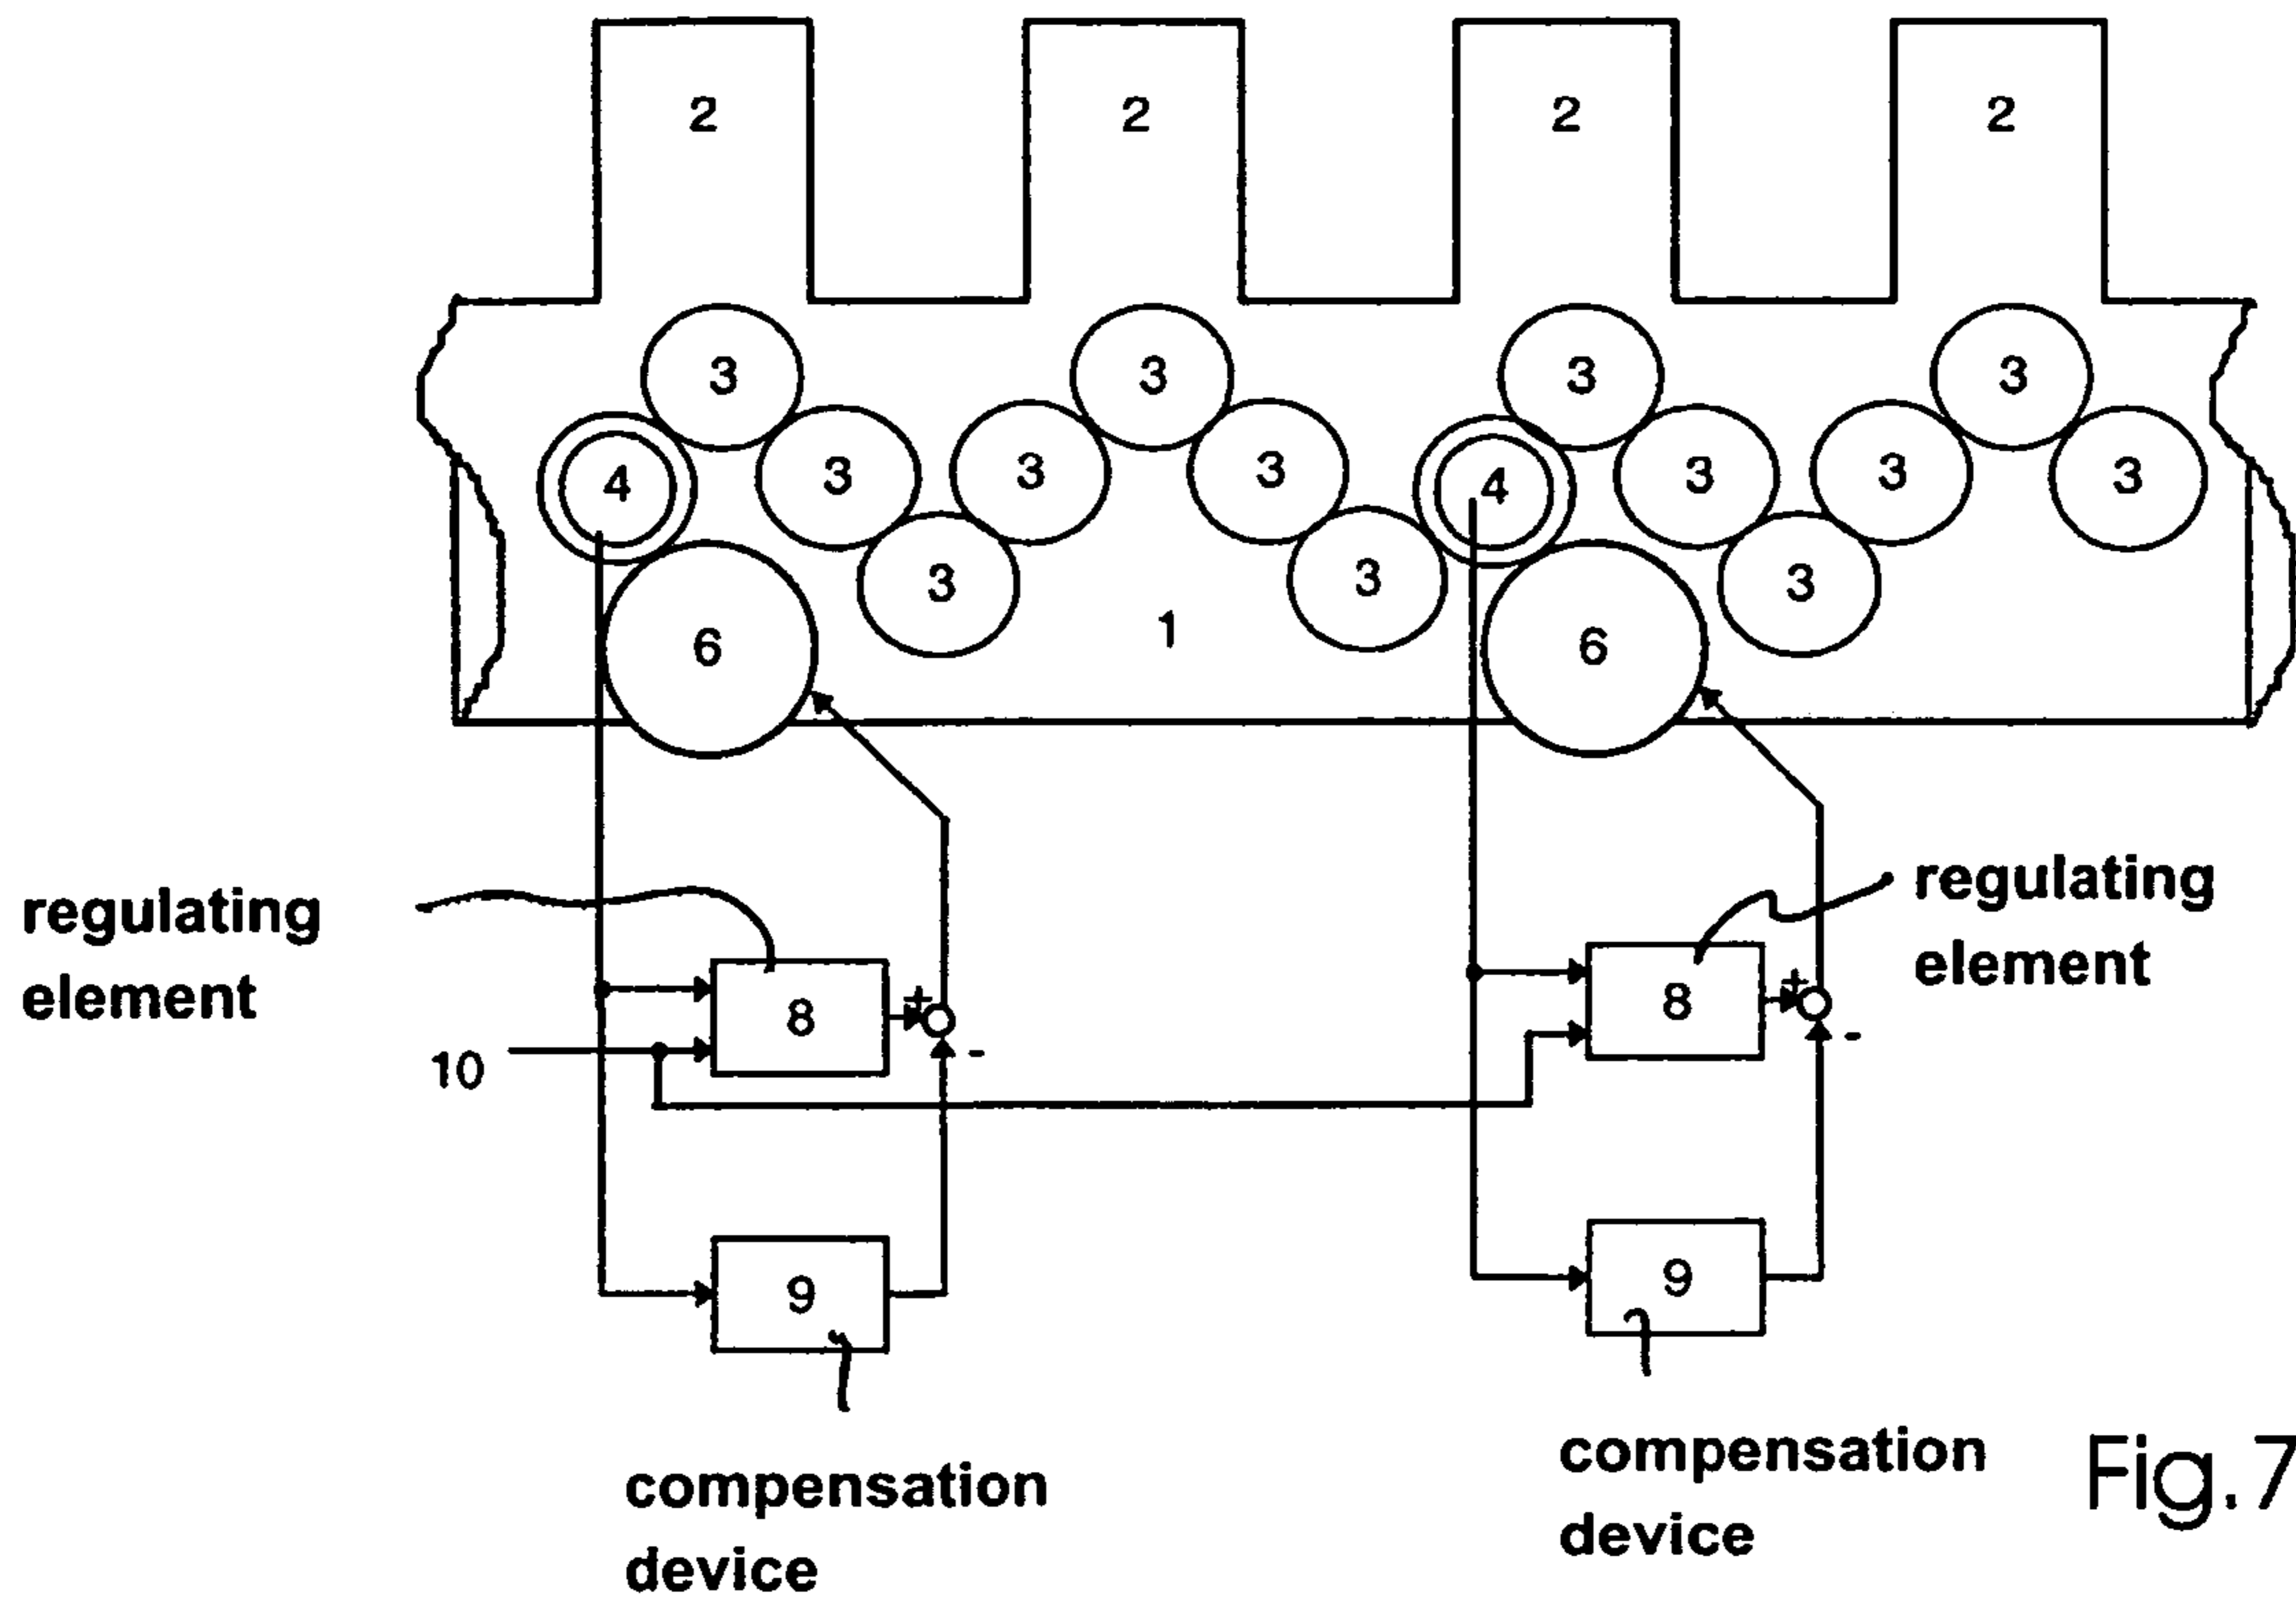 2 2 2 2
3 3 3 3
4 3 3 3 4 3 3 3
3 3 3
6 1 6
regulating
element
regulating
element
8 + -
8 + -
10
9
9
compensation
device
compensation
device
Fig.7